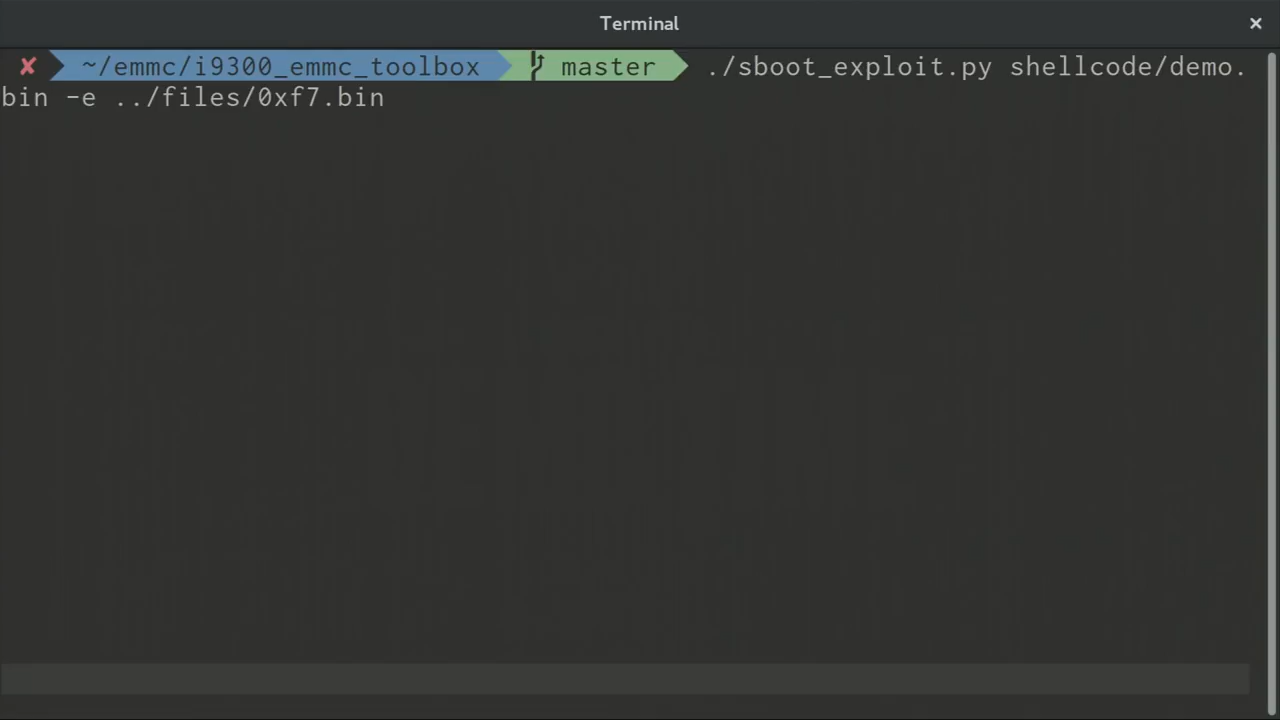 Terminal
✘ ~/emmc/i9300_emmc_toolbox master ./sboot_exploit.py shellcode/demo.
bin -e ../files/0xf7.bin